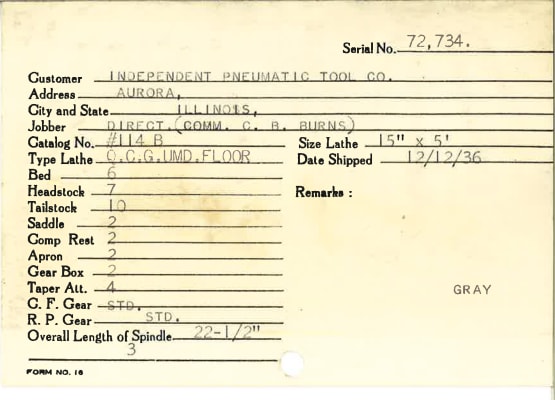 Serial No. 72,734.
Customer INDEPENDENT PNEUMATIC TOOL CO.
Address AURORA,
City and State ILLINOIS,
Jobber DIRECT.(COMM. C. B. BURNS)
Catalog No. #114 B Size Lathe 15" x 5'
Type Lathe Q.C.G.UMD.FLOOR Date Shipped 12/12/36
Bed 6
Headstock 7 Remarks :
Tailstock 10
Saddle 2
Comp Rest 2
Apron 2
Gear Box 2
Taper Att. 4 GRAY
C. F. Gear STD.
R. P. Gear STD.
Overall Length of Spindle 22-1/2"
3
FORM NO. 16